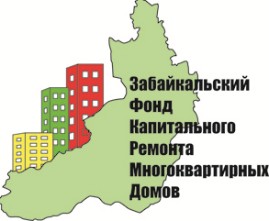 Забайкальский
Фонд
Капитального
Ремонта
Многоквартирных
Домов